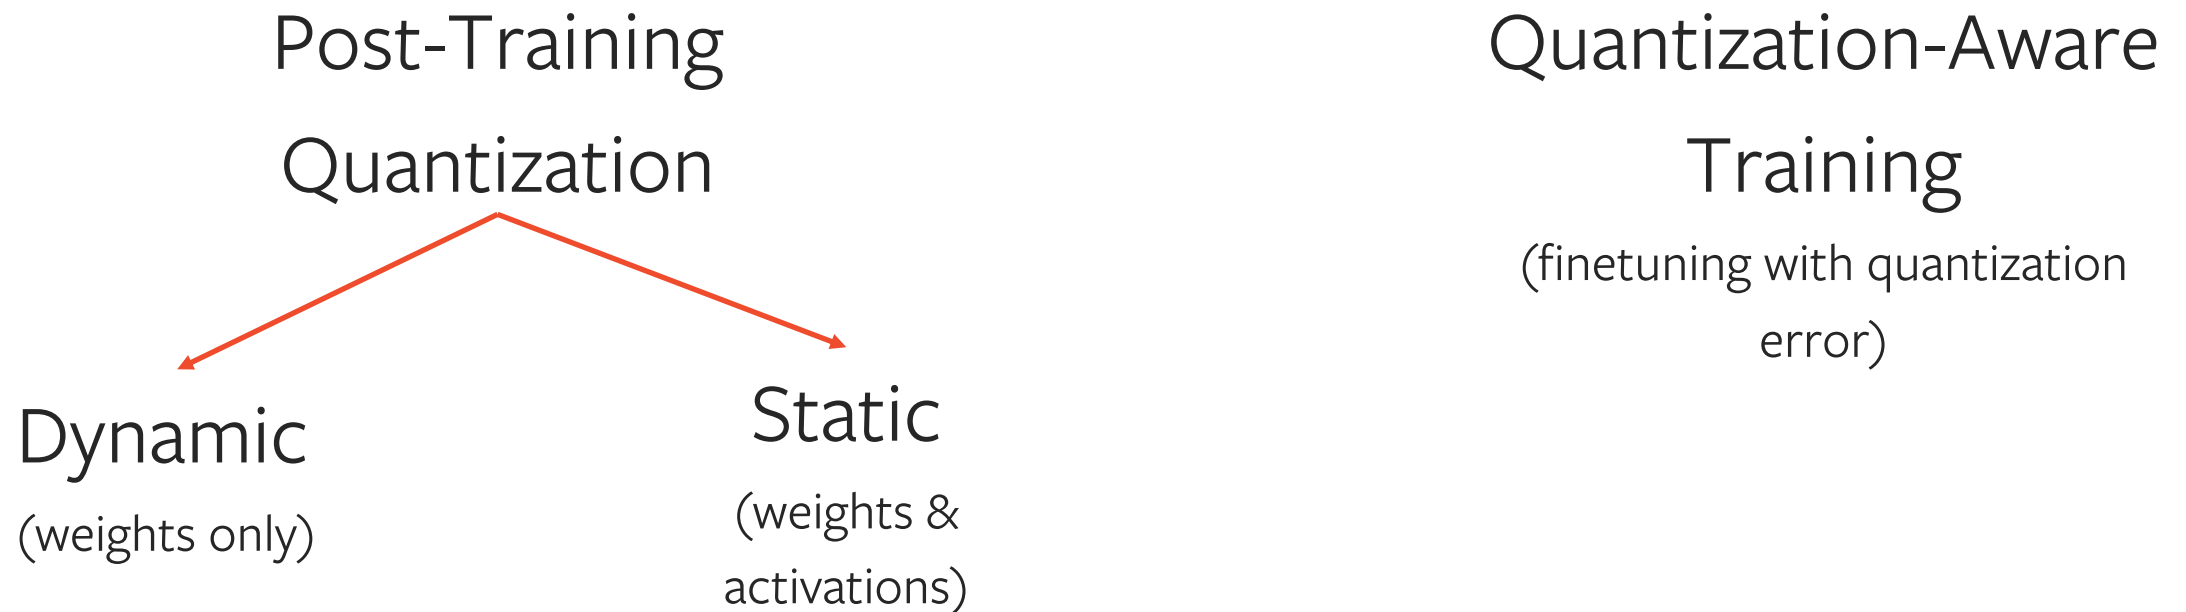 Post-Training
Quantization
Dynamic
(weights only)
Static
(weights &
activations)
Quantization-Aware
Training
(finetuning with quantization
error)